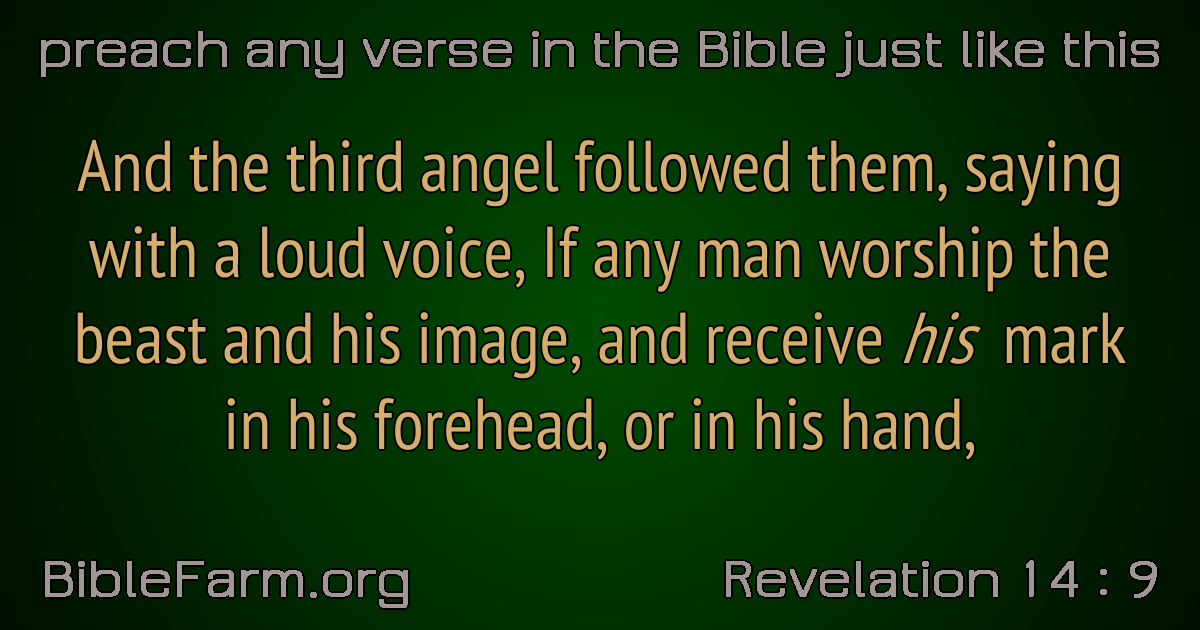 preach any verse in the Bible just like this
And the third angel followed them, saying
with a loud voice, If any man worship the
beast and his image, and receive his mark
in his forehead, or in his hand,
BibleFarm.org
Revelation 14 : 9